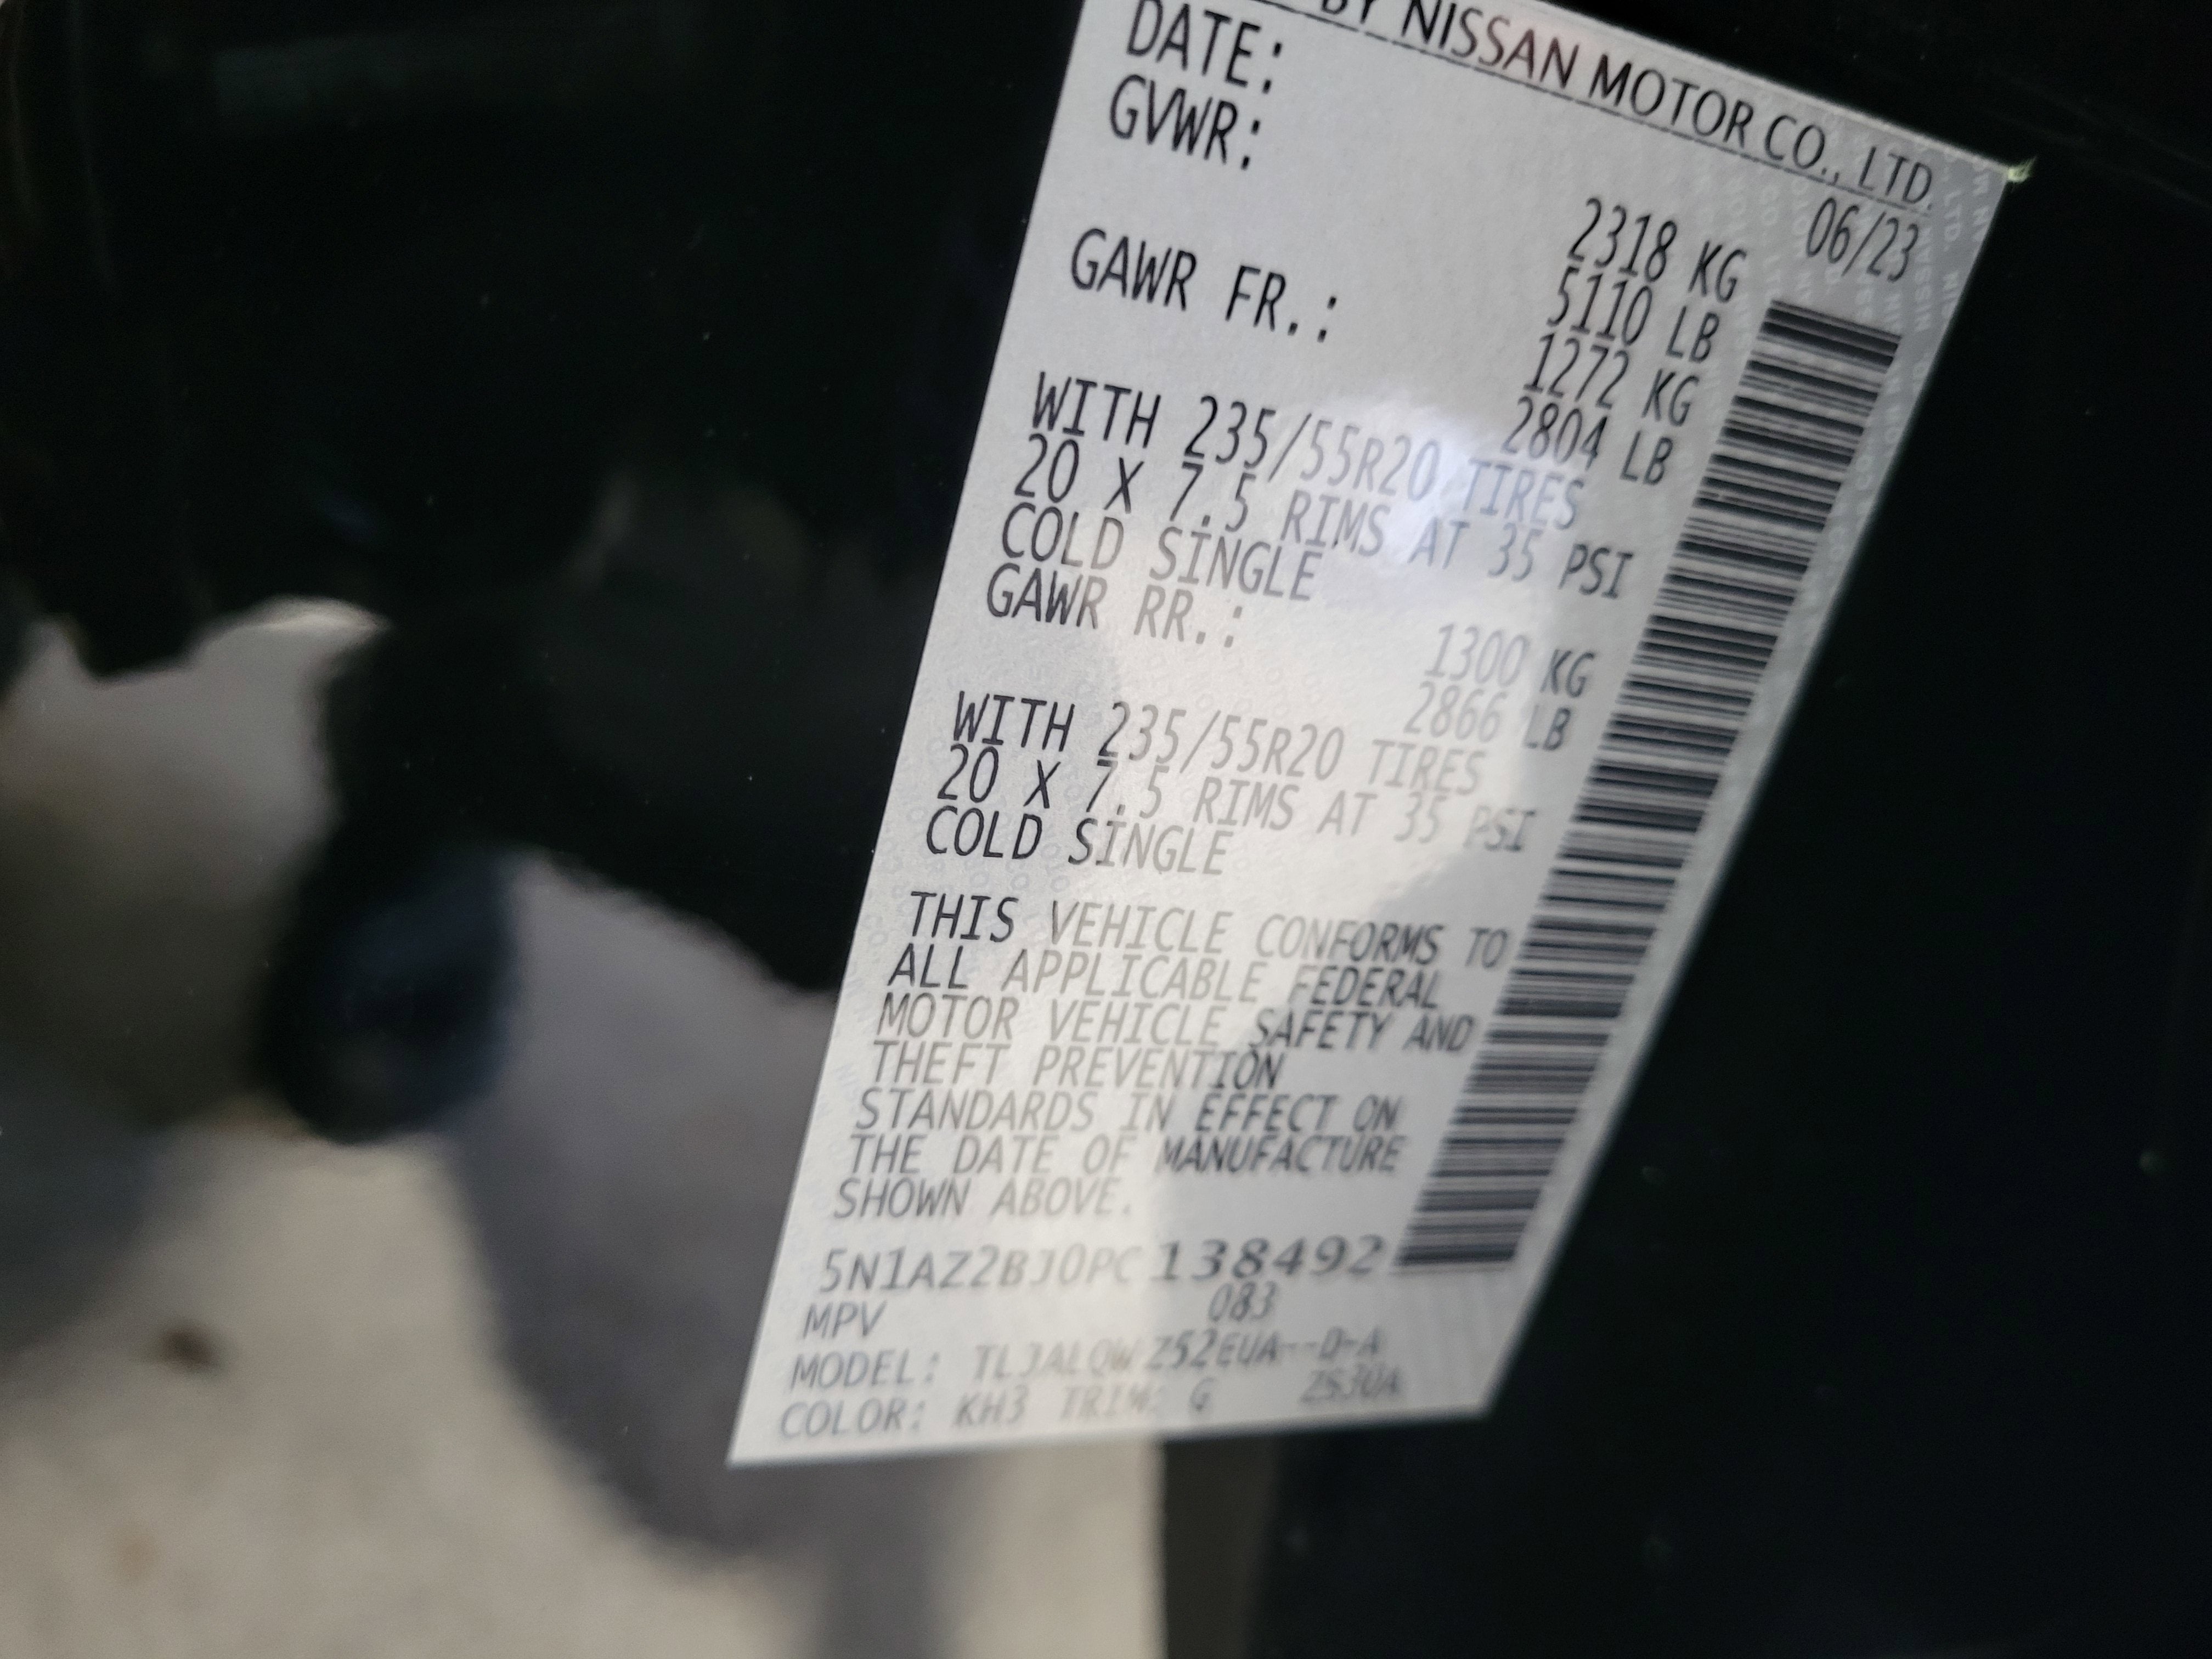 BY NISSAN MOTOR CO., LTD.
DATE: 06/23
GVWR: 2318 KG
5110 LB
GAWR FR.: 1272 KG
2804 LB
WITH 235/55R20 TIRES
20 X 7.5 RIMS AT 35 PSI
COLD SINGLE
GAWR RR.: 1300 KG
2866 LB
WITH 235/55R20 TIRES
20 X 7.5 RIMS AT 35 PSI
COLD SINGLE
THIS VEHICLE CONFORMS TO
ALL APPLICABLE FEDERAL
MOTOR VEHICLE SAFETY AND
THEFT PREVENTION
STANDARDS IN EFFECT ON
THE DATE OF MANUFACTURE
SHOWN ABOVE.
5N1AZ2BJ0PC138492
MPV 083
MODEL: TLJALQWZ52EUA--D-A
COLOR: KH3 TRIM: G